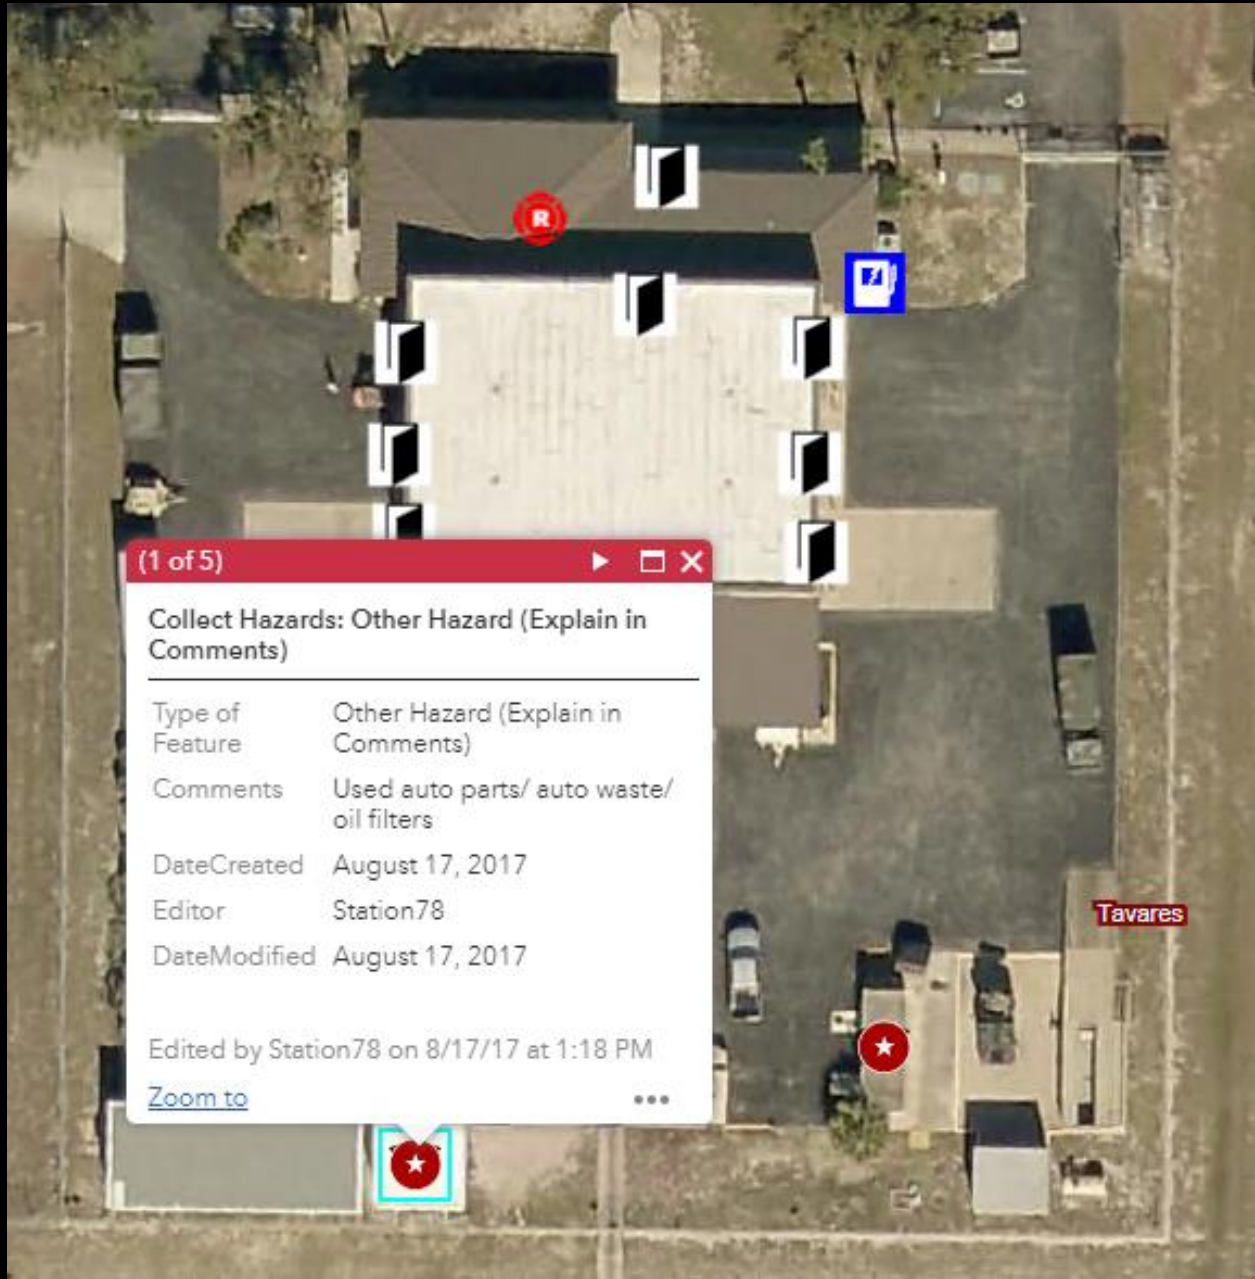 R
(1 of 5)
Collect Hazards: Other Hazard (Explain in
Comments)
Type of
Feature
Other Hazard (Explain in
Comments)
Comments
Used auto parts/ auto waste/
oil filters
DateCreated
August 17, 2017
Editor
Station78
DateModified
August 17, 2017
Tavares
Edited by Station78 on 8/17/17 at 1:18 PM
Zoom to